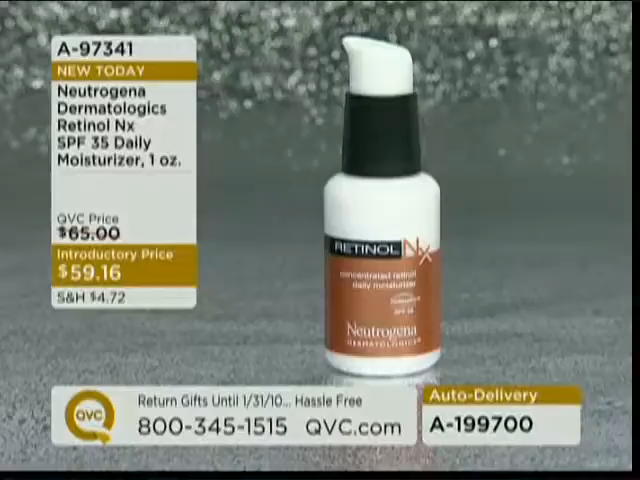 A-97341
NEW TODAY
Neutrogena
Dermatologics
Retinol Nx
SPF 35 Daily
Moisturizer, 1 oz.
QVC Price
$65.00
Introductory Price
$59.16
S&H $4.72
RETINOL Nx
concentrated retinol
daily moisturizer
Neutrogena
DERMATOLOGICS
QVC
Return Gifts Until 1/31/10... Hassle Free
800-345-1515 QVC.com
Auto-Delivery
A-199700